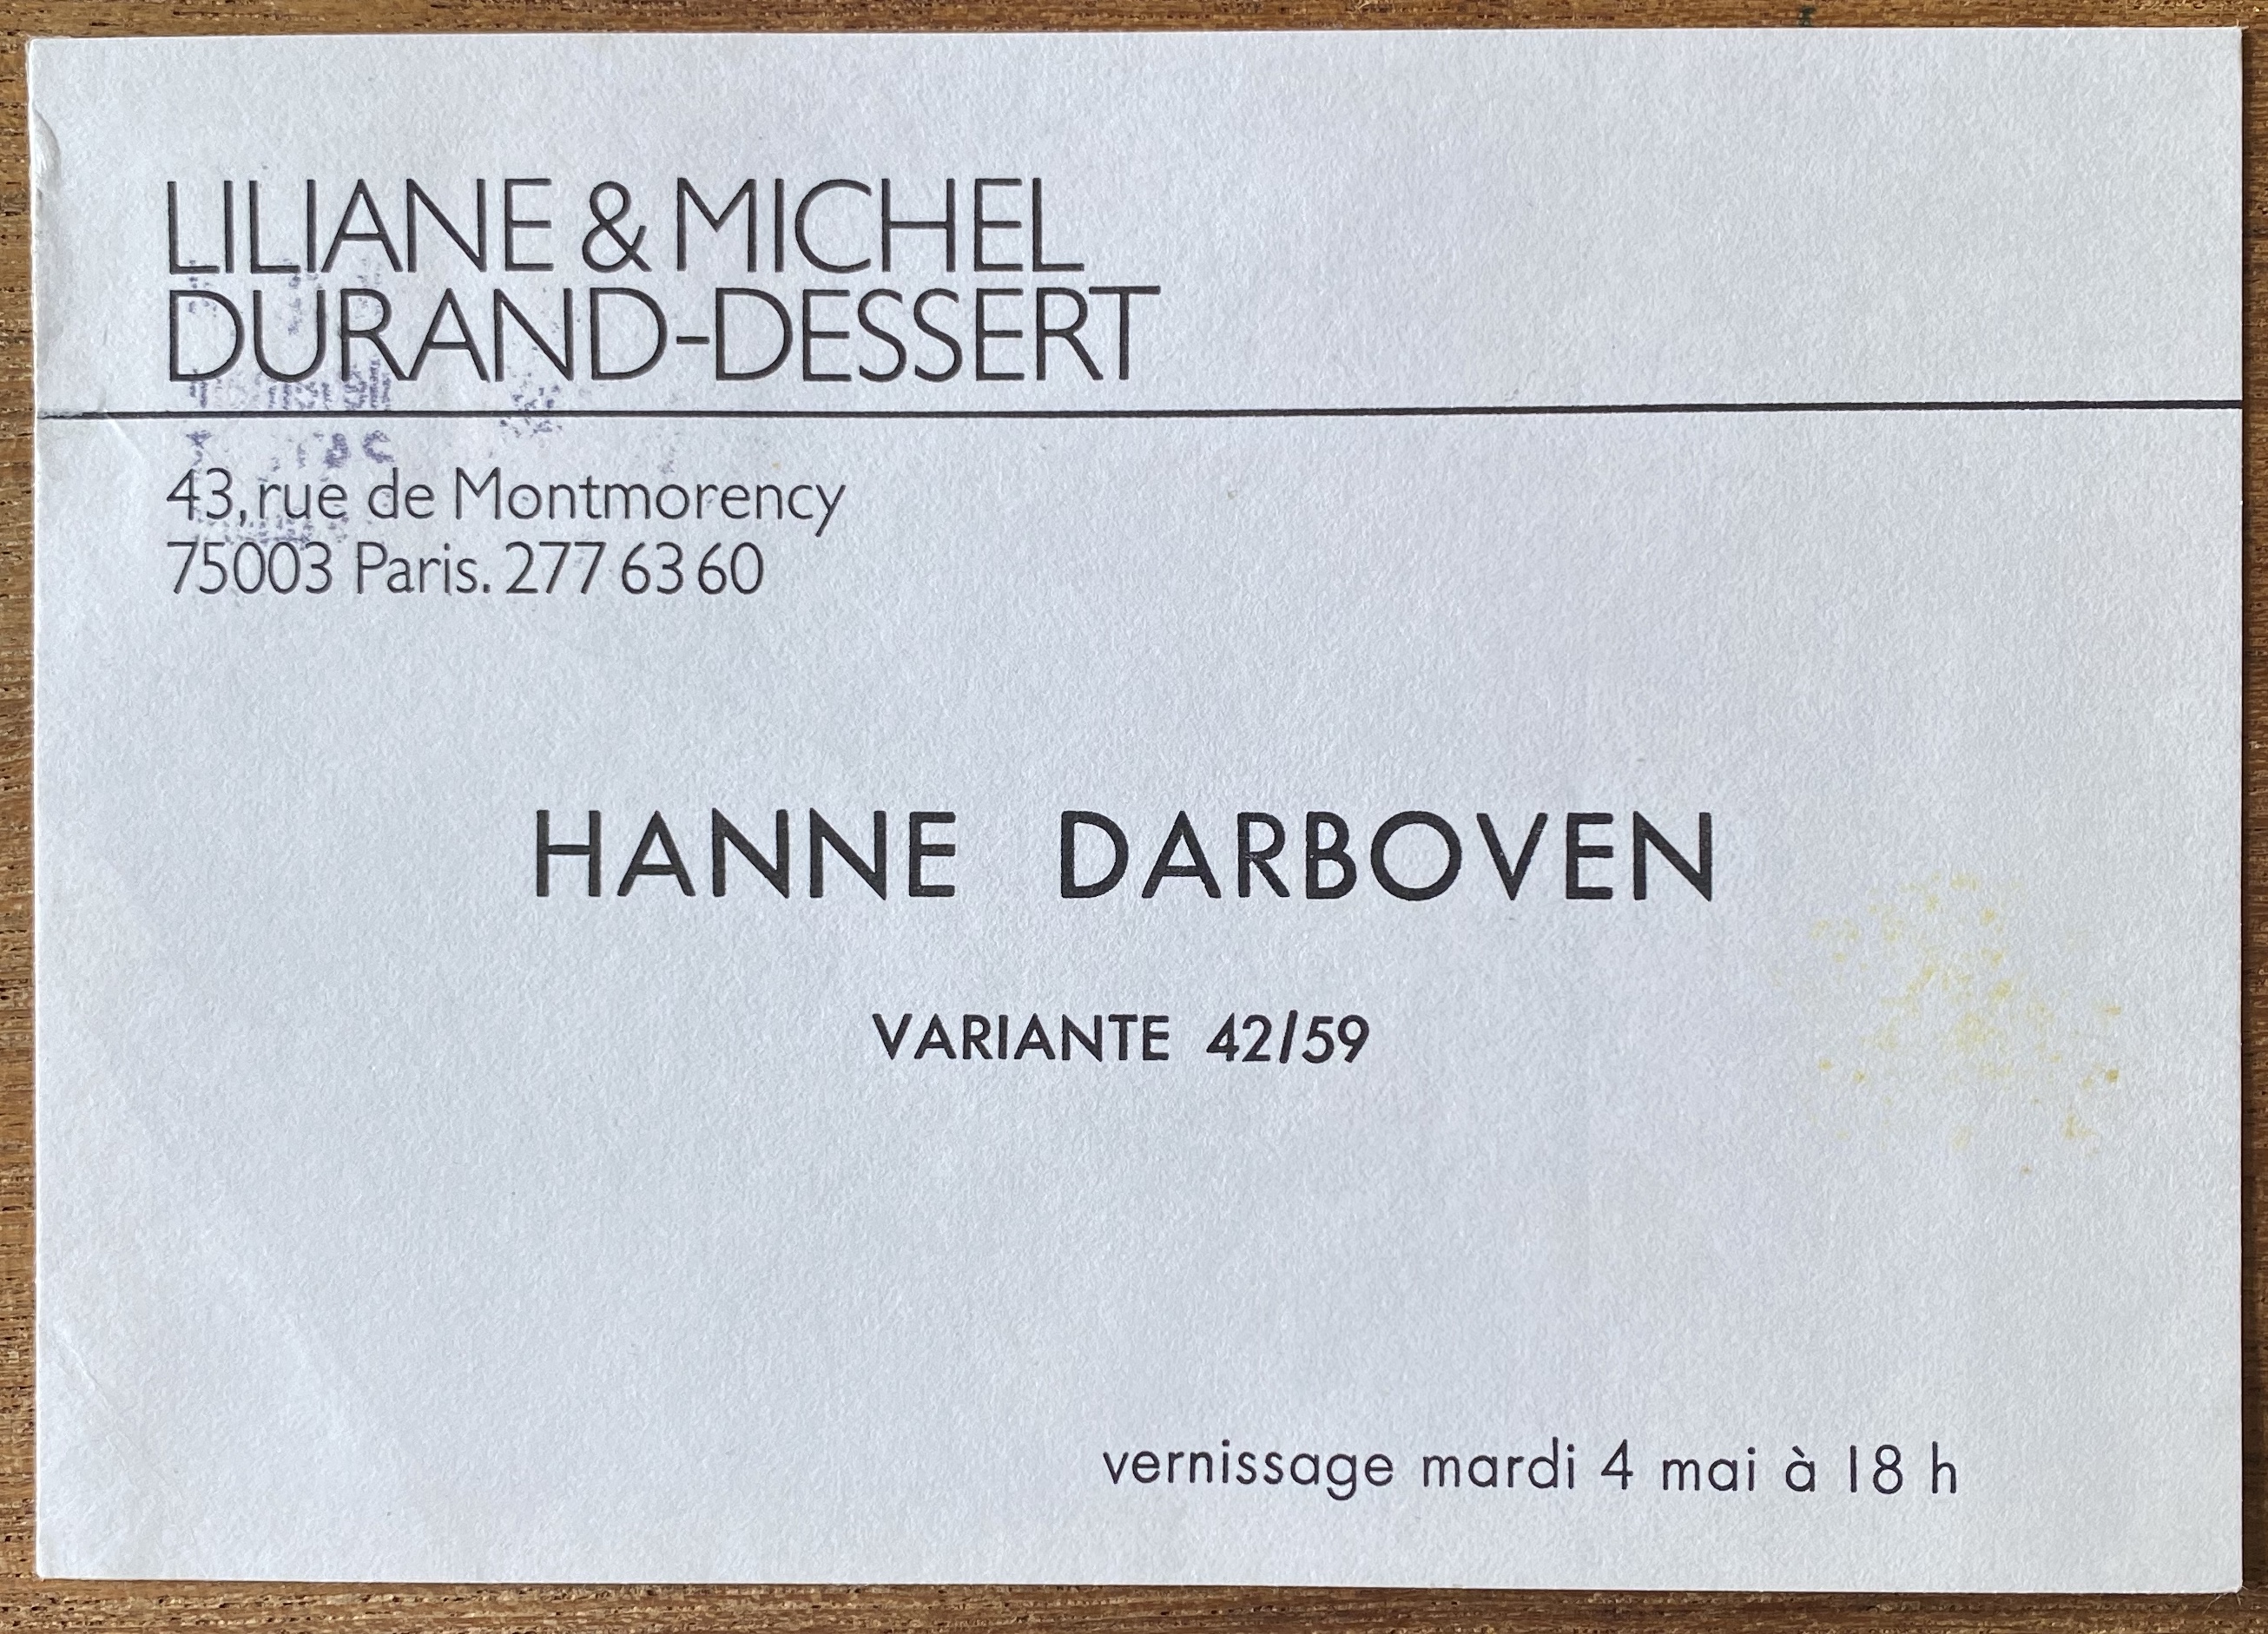 LILIANE & MICHEL
DURAND-DESSERT
43, rue de Montmorency
75003 Paris. 277 63 60
HANNE DARBOVEN
VARIANTE 42/59
vernissage mardi 4 mai à 18 h